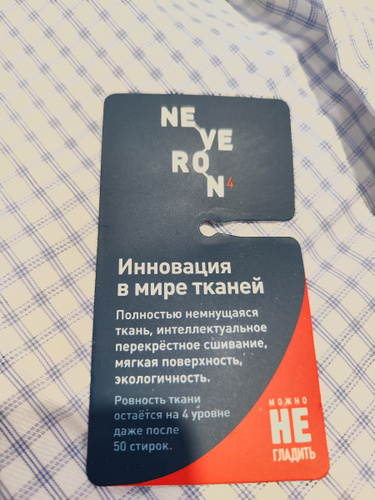 NE
VE
RO
N4
Инновация
в мире тканей
Полностью немнущаяся
ткань, интеллектуальное
перекрёстное сшивание,
мягкая поверхность,
экологичность.
Ровность ткани
остаётся на 4 уровне
даже после
50 стирок.
МОЖНО
НЕ
ГЛАДИТЬ